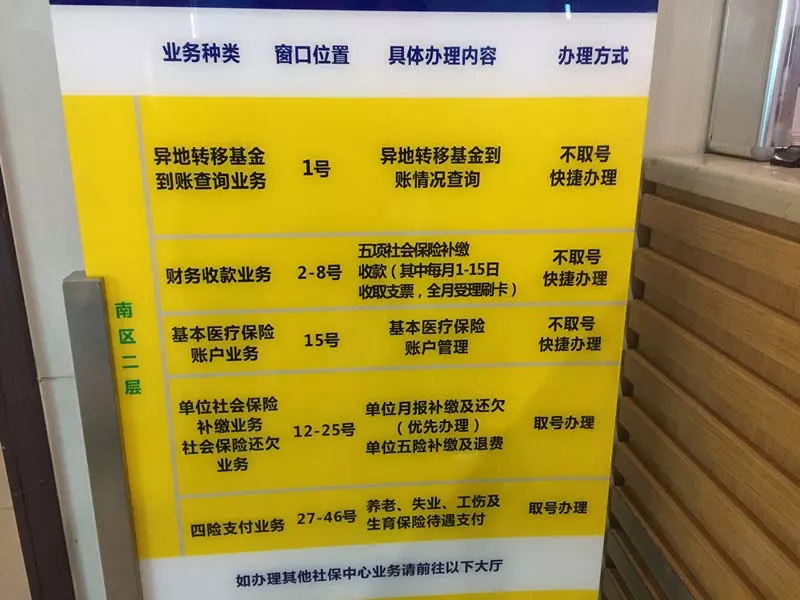 业务种类 窗口位置 具体办理内容 办理方式
南区二层
异地转移基金
到账查询业务
1号
异地转移基金到
账情况查询
不取号
快捷办理
财务收款业务
2-8号
五项社会保险补缴
收款（其中每月1-15日
收取支票，全月受理刷卡）
不取号
快捷办理
基本医疗保险
账户业务
15号
基本医疗保险
账户管理
不取号
快捷办理
单位社会保险
补缴业务
社会保险还欠
业务
12-25号
单位月报补缴及还欠
（优先办理）
单位五险补缴及退费
取号办理
四险支付业务
27-46号
养老、失业、工伤及
生育保险待遇支付
取号办理
如办理其他社保中心业务请前往以下大厅